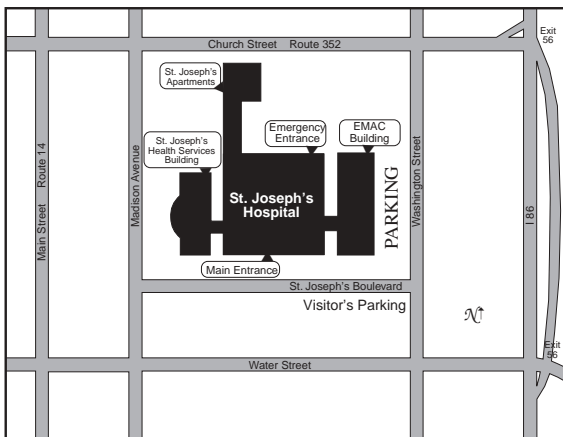 Exit
56
Church Street Route 352
St. Joseph's
Apartments
Emergency
Entrance
EMAC
Building
St. Joseph's
Health Services
Building
Main Street Route 14
Madison Avenue
St. Joseph's
Hospital
PARKING
Washington Street
I 86
Main Entrance
St. Joseph's Boulevard
Visitor's Parking
N
Exit
56
Water Street